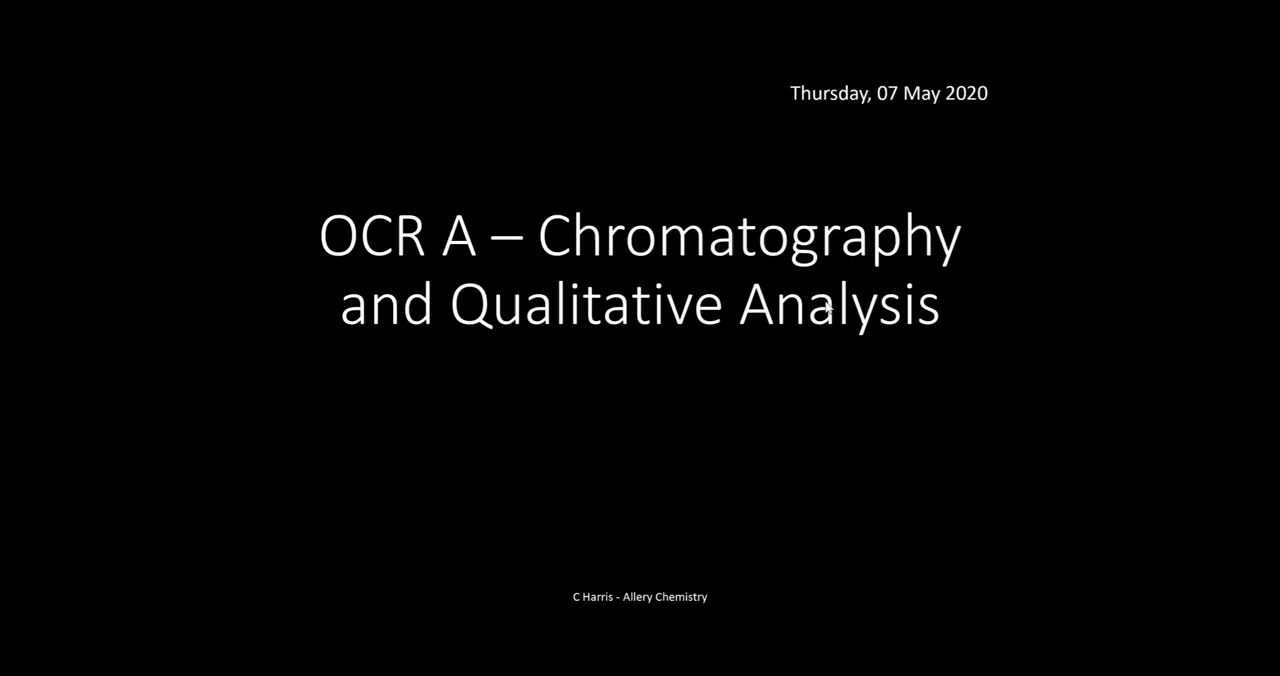 Thursday, 07 May 2020
OCR A – Chromatography
and Qualitative Analysis
C Harris - Allery Chemistry